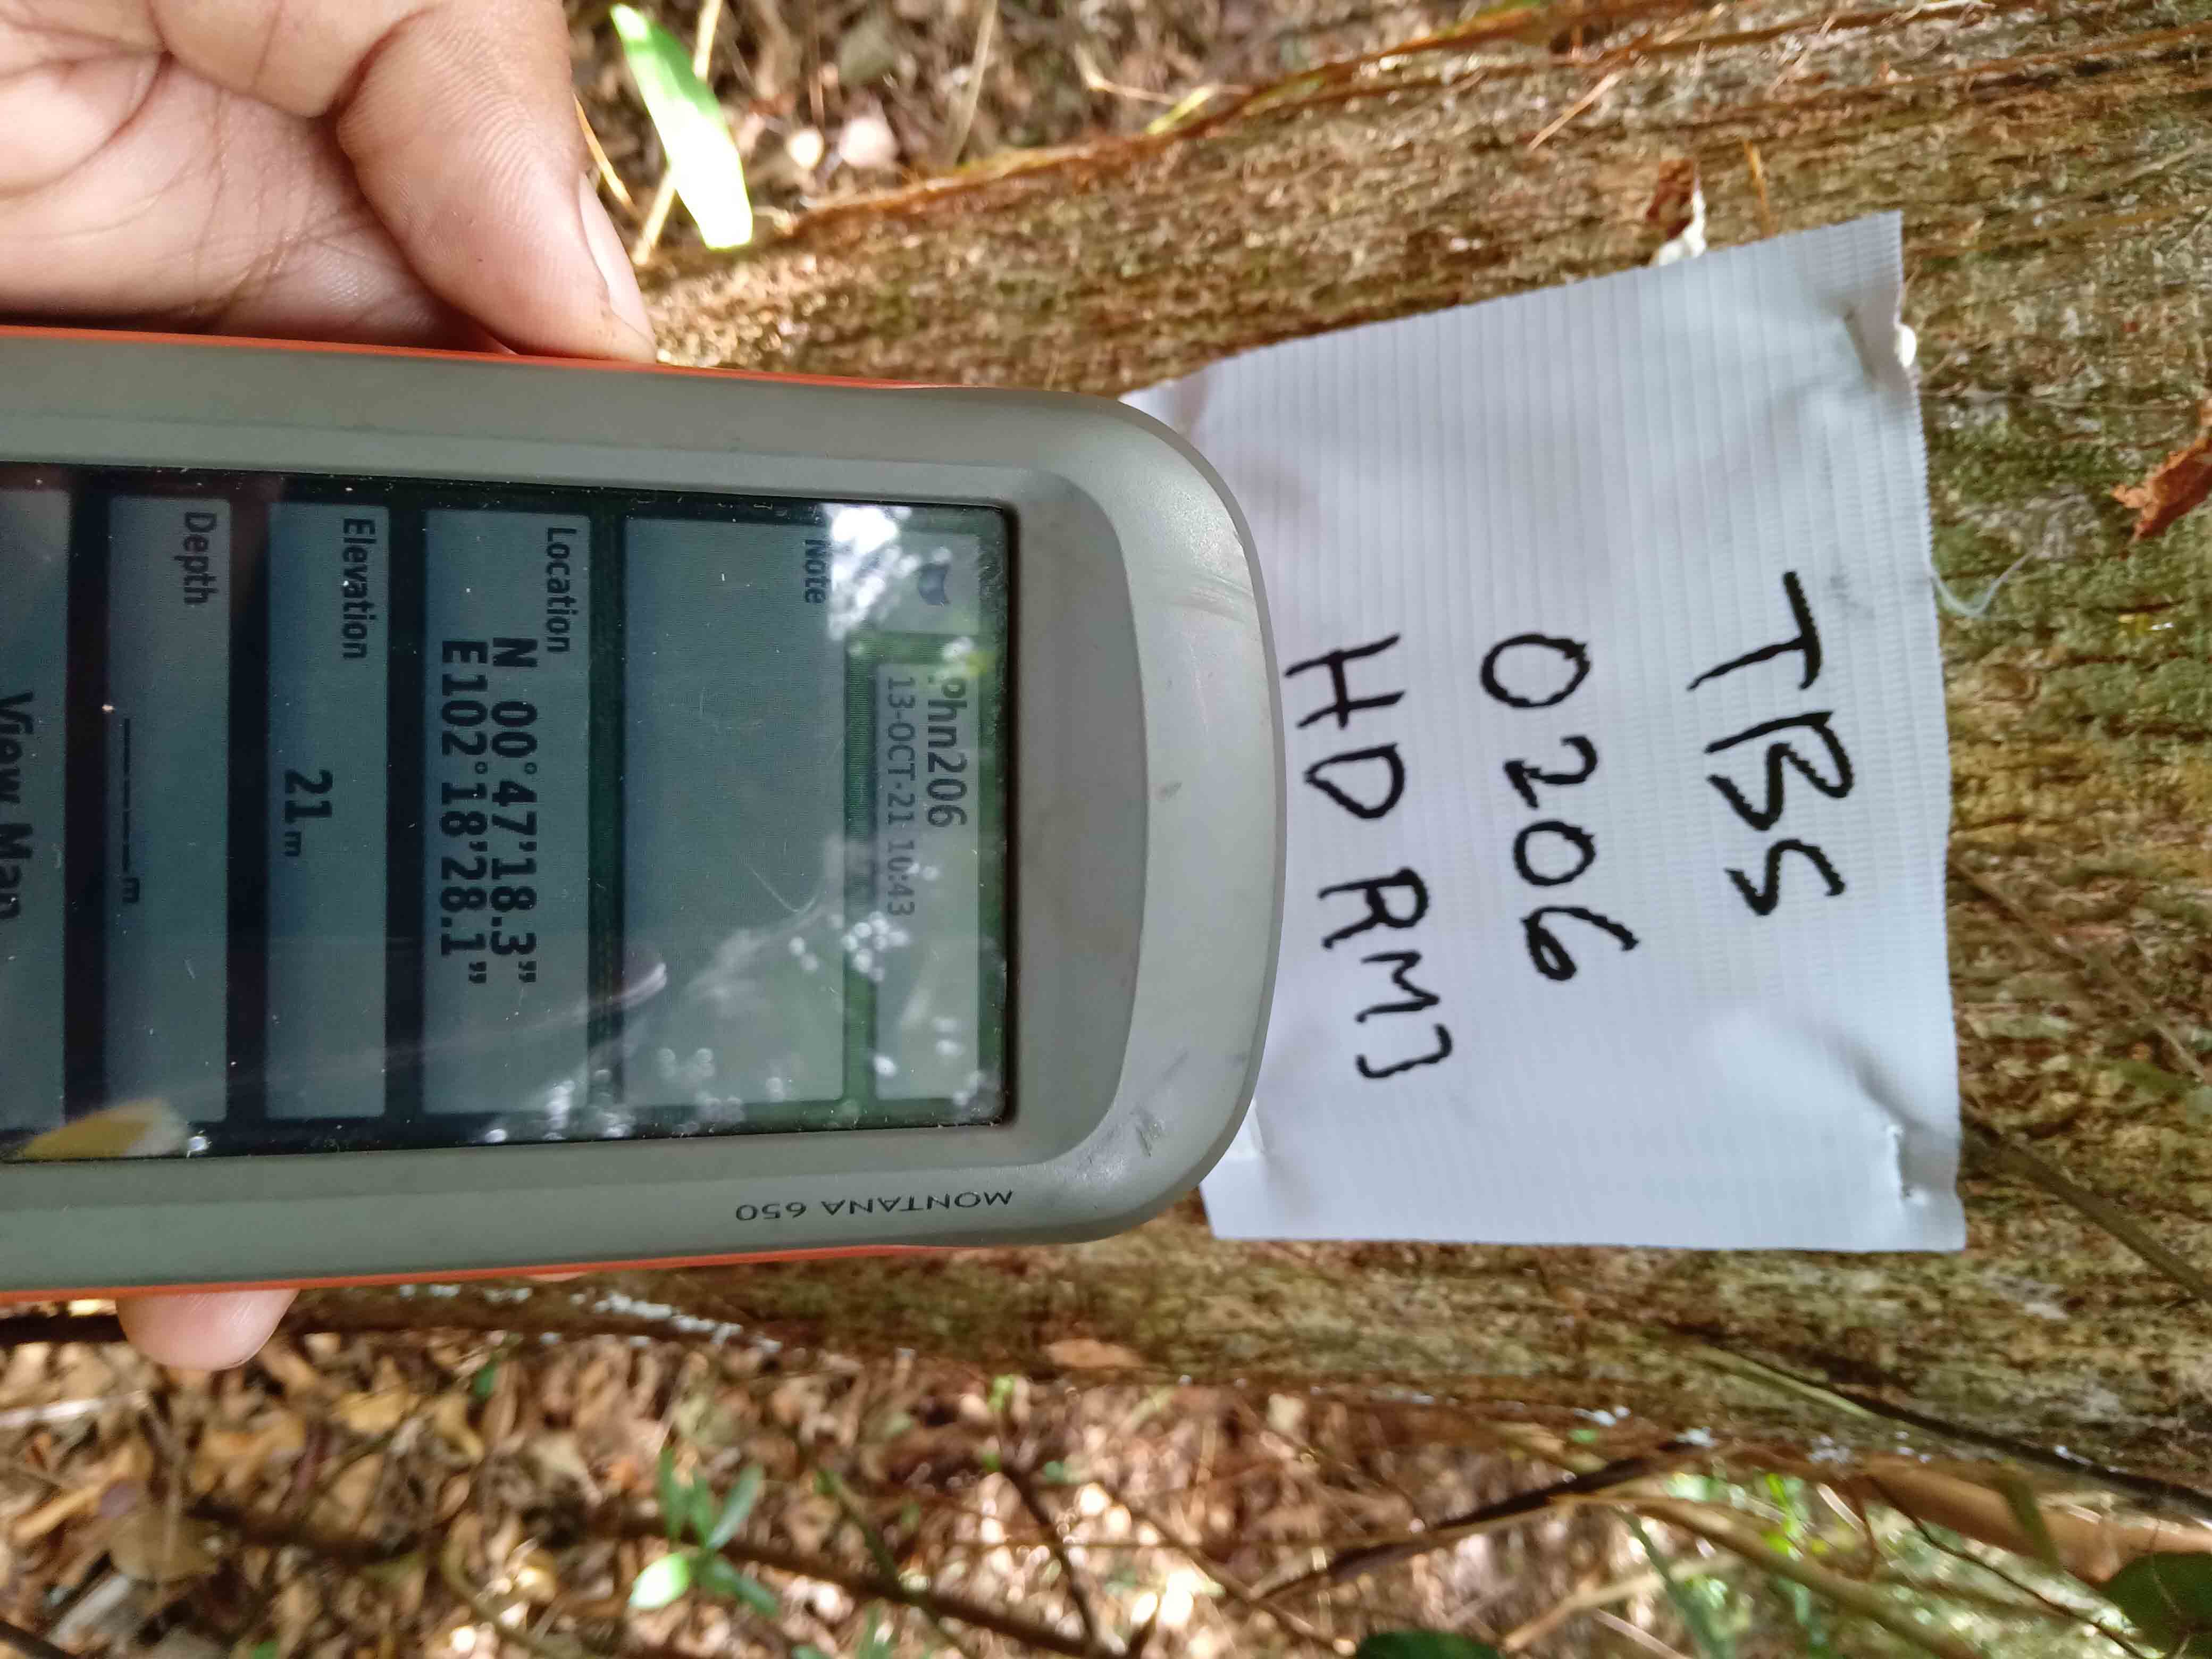 TBS
0206
HD RMJ
MONTANA 650
Phn206
13-OCT-21 10:43
Note
Location
N 00°47'18.3"
E102°18'28.1"
Elevation
21m
Depth
_____m
View Map